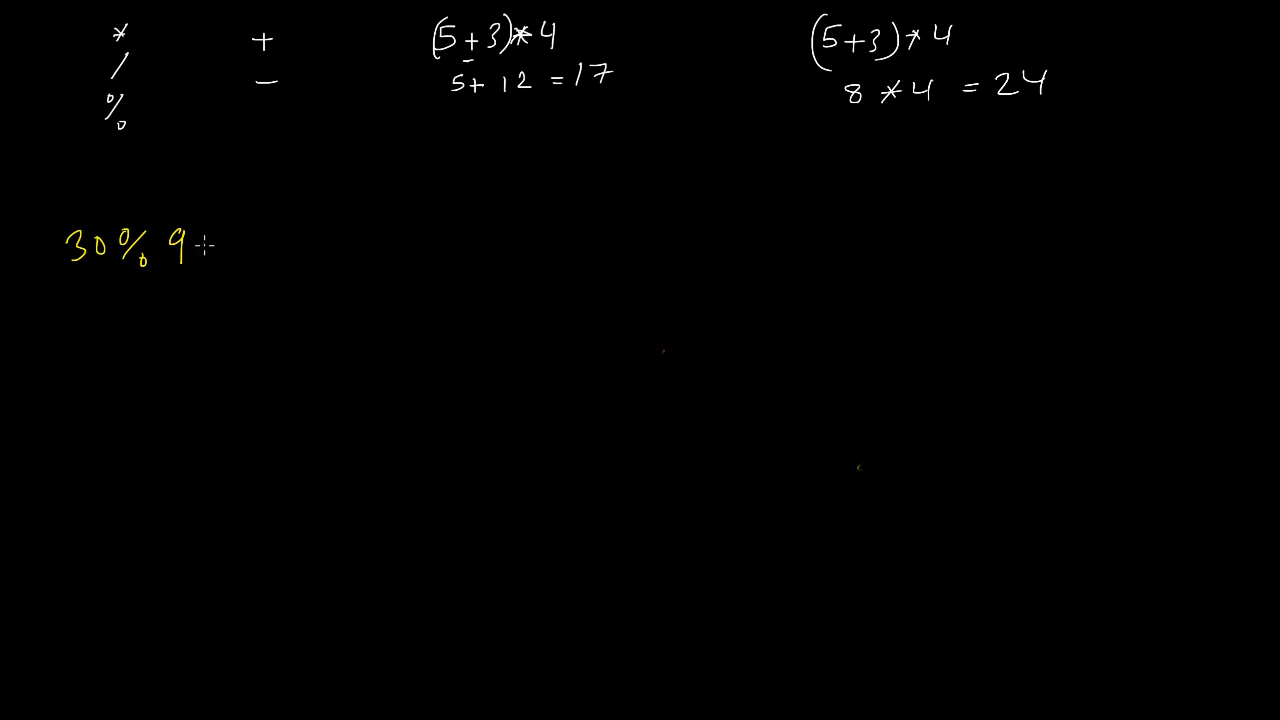 * + (5+3)*4 (5+3)*4
/ - 5+12=17 8*4=24
%
30%9